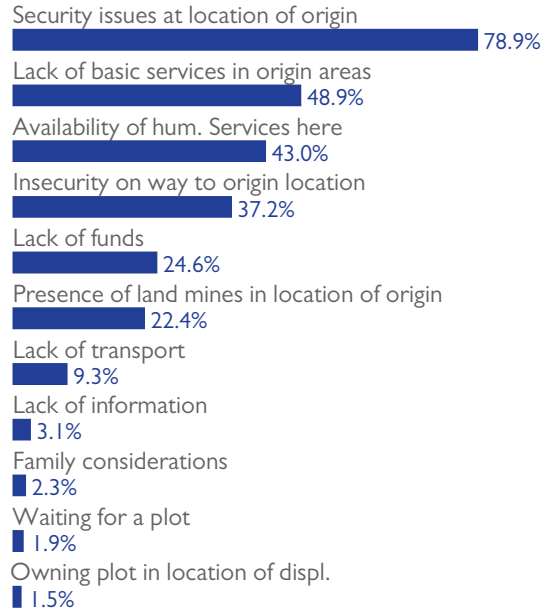 Security issues at location of origin
78.9%
Lack of basic services in origin areas
48.9%
Availability of hum. Services here
43.0%
Insecurity on way to origin location
37.2%
Lack of funds
24.6%
Presence of land mines in location of origin
22.4%
Lack of transport
9.3%
Lack of information
3.1%
Family considerations
2.3%
Waiting for a plot
1.9%
Owning plot in location of displ.
1.5%